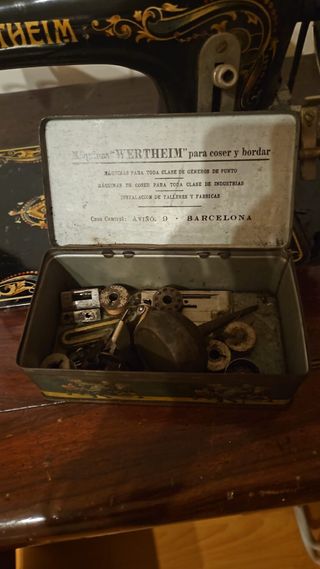 RTHEIM
Máquinas "WERTHEIM" para coser y bordar
MÁQUINAS PARA TODA CLASE DE GÉNEROS DE PUNTO
MÁQUINAS DE COSER PARA TODA CLASE DE INDUSTRIAS
INSTALACIÓN DE TALLERES Y FABRICAS
Casa Central: AVIÑÓ, 9 - BARCELONA